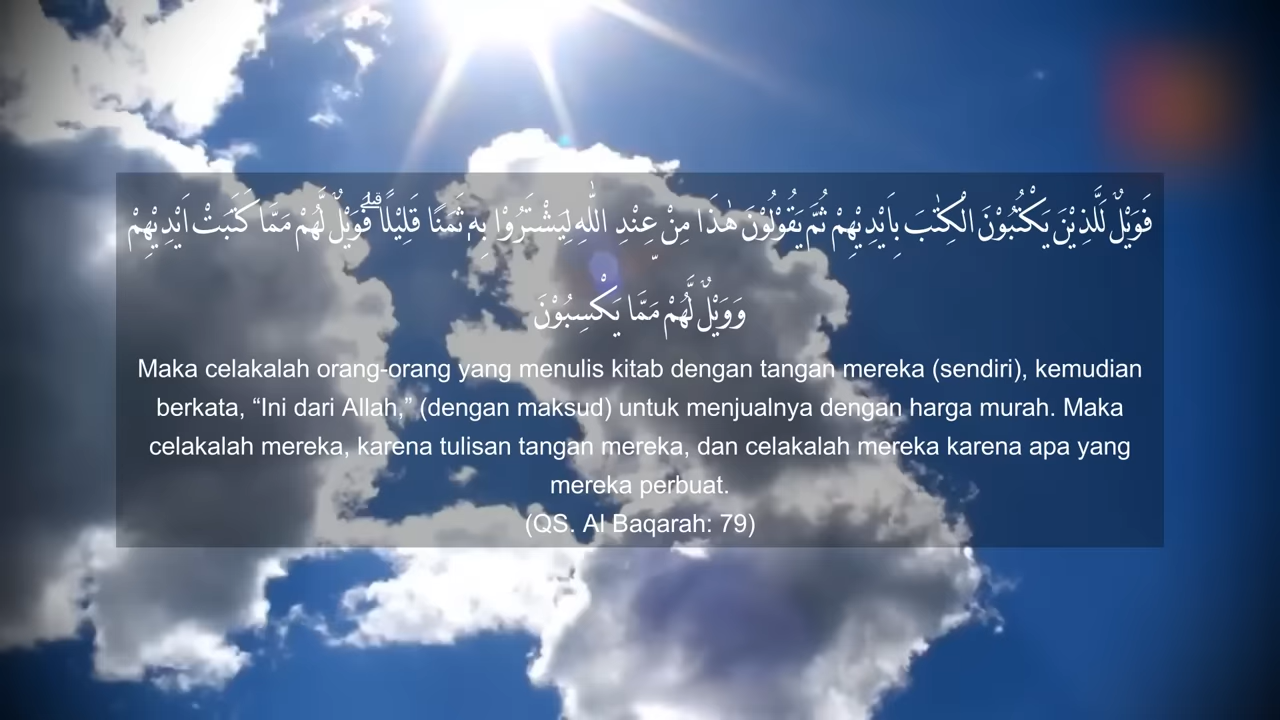 فَوَيْلٌ لِّلَّذِيْنَ يَكْتُبُوْنَ الْكِتٰبَ بِاَيْدِيْهِمْ ثُمَّ يَقُوْلُوْنَ هٰذَا مِنْ عِنْدِ اللّٰهِ لِيَشْتَرُوْا بِهٖ ثَمَنًا قَلِيْلًاۗ فَوَيْلٌ لَّهُمْ مِّمَّا كَتَبَتْ اَيْدِيْهِمْ
وَوَيْلٌ لَّهُمْ مِّمَّا يَكْسِبُوْنَ
Maka celakalah orang-orang yang menulis kitab dengan tangan mereka (sendiri), kemudian
berkata, “Ini dari Allah,” (dengan maksud) untuk menjualnya dengan harga murah. Maka
celakalah mereka, karena tulisan tangan mereka, dan celakalah mereka karena apa yang
mereka perbuat.
(QS. Al Baqarah: 79)